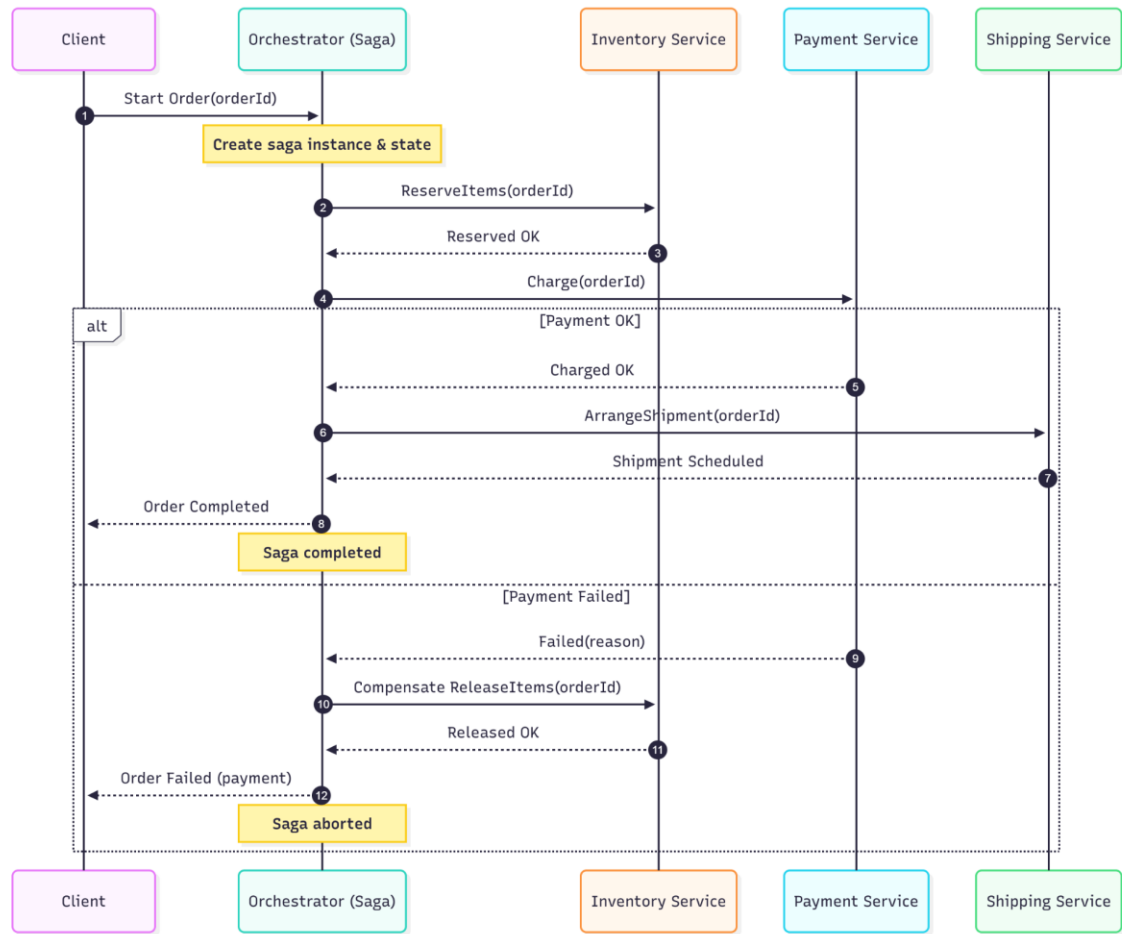 Client
Orchestrator (Saga)
Inventory Service
Payment Service
Shipping Service
Start Order(orderId)
1
Create saga instance & state
ReserveItems(orderId)
2
Reserved OK
3
Charge(orderId)
4
alt
[Payment OK]
Charged OK
5
ArrangeShipment(orderId)
6
Shipment Scheduled
7
Order Completed
8
Saga completed
[Payment Failed]
Failed(reason)
9
Compensate ReleaseItems(orderId)
10
Released OK
11
Order Failed (payment)
12
Saga aborted
Client
Orchestrator (Saga)
Inventory Service
Payment Service
Shipping Service